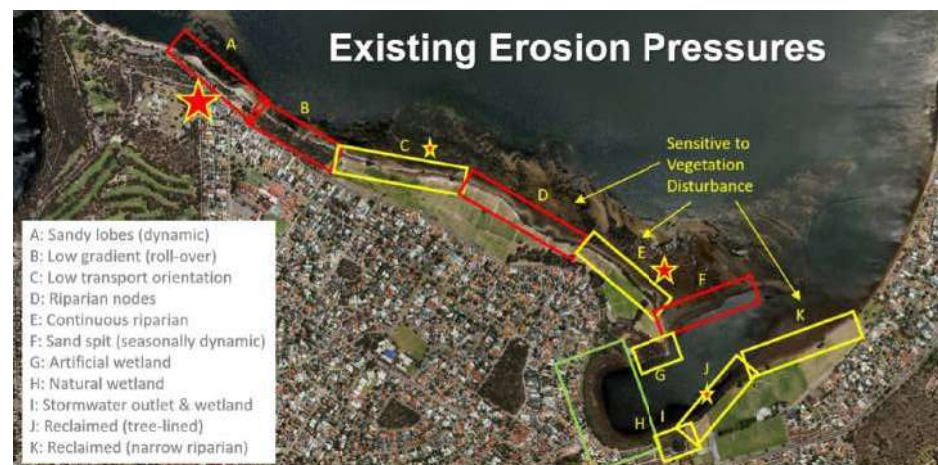 Existing Erosion Pressures
A
B
C
Sensitive to
Vegetation
Disturbance
D
E
F
K
J
G
H
I
A: Sandy lobes (dynamic)
B: Low gradient (roll-over)
C: Low transport orientation
D: Riparian nodes
E: Continuous riparian
F: Sand spit (seasonally dynamic)
G: Artificial wetland
H: Natural wetland
I: Stormwater outlet & wetland
J: Reclaimed (tree-lined)
K: Reclaimed (narrow riparian)